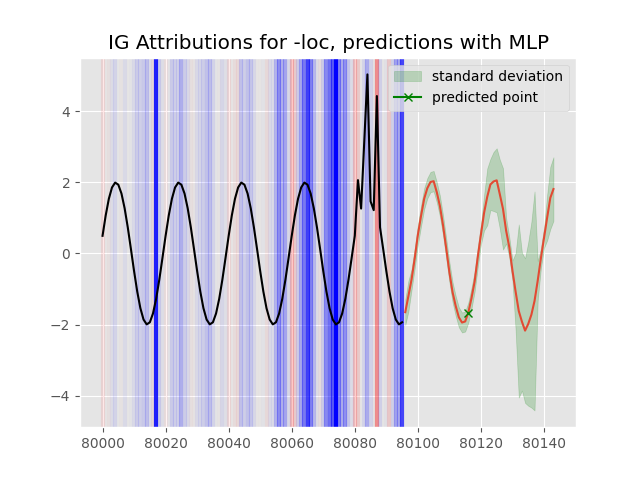 IG Attributions for -loc, predictions with MLP
standard deviation
predicted point
4
2
0
−2
−4
80000 80020 80040 80060 80080 80100 80120 80140